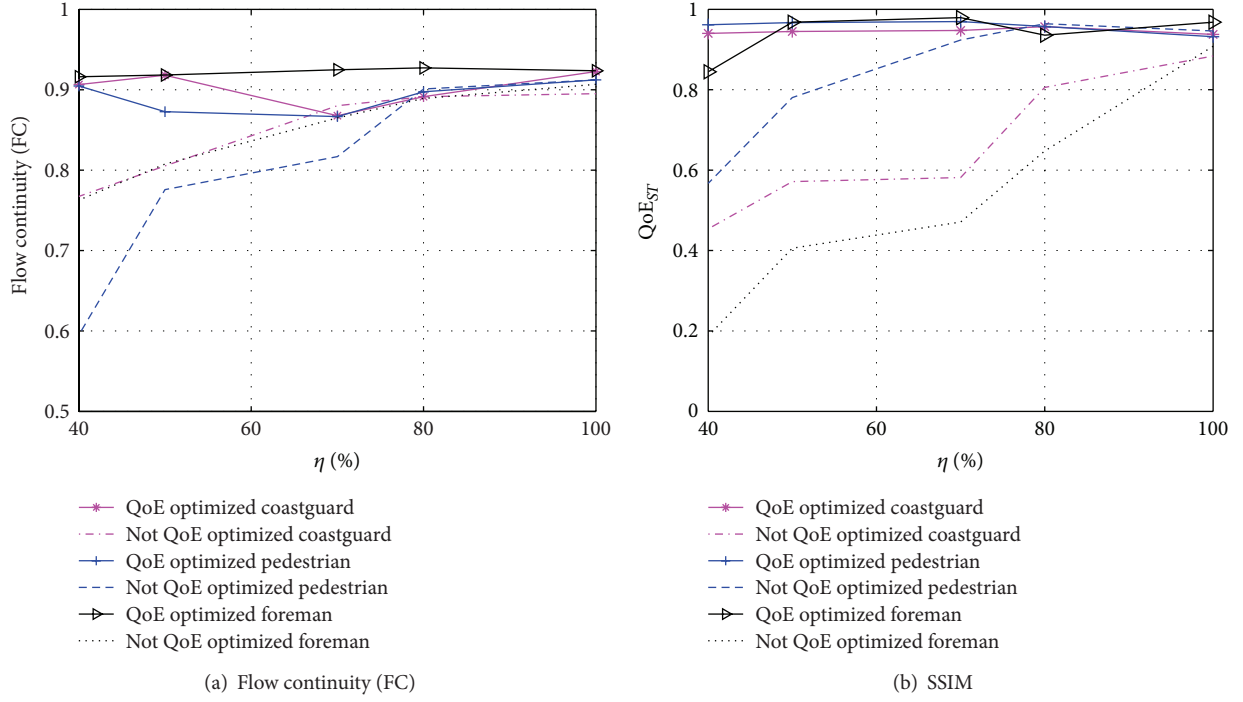 1
0.9
0.8
0.7
0.6
0.5
Flow continuity (FC)
40
60
80
100
η (%)
QoE optimized coastguard
Not QoE optimized coastguard
QoE optimized pedestrian
Not QoE optimized pedestrian
QoE optimized foreman
Not QoE optimized foreman
(a) Flow continuity (FC)
1
0.8
0.6
0.4
0.2
0
QoE_ST
40
60
80
100
η (%)
QoE optimized coastguard
Not QoE optimized coastguard
QoE optimized pedestrian
Not QoE optimized pedestrian
QoE optimized foreman
Not QoE optimized foreman
(b) SSIM